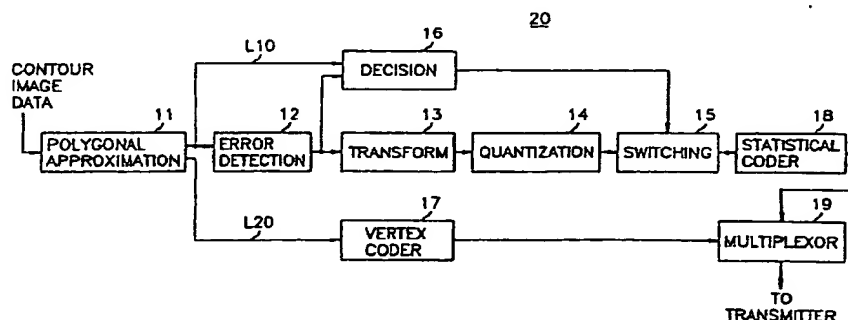 20
16
L10
DECISION
CONTOUR
IMAGE
DATA
11
POLYGONAL
APPROXIMATION
12
ERROR
DETECTION
13
TRANSFORM
14
QUANTIZATION
15
SWITCHING
18
STATISTICAL
CODER
L20
17
VERTEX
CODER
19
MULTIPLEXOR
TO
TRANSMITTER